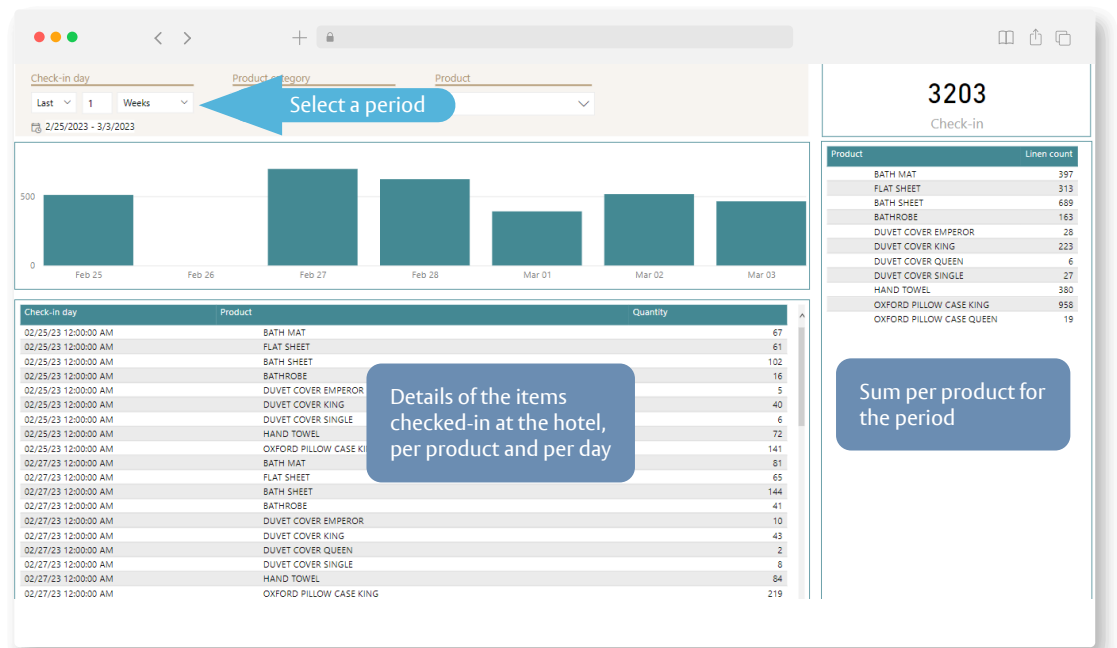 Check-in day
Product category
Product
Last 1 Weeks
Select a period
2/25/2023 - 3/3/2023
3203
Check-in
500
0
Feb 25 Feb 26 Feb 27 Feb 28 Mar 01 Mar 02 Mar 03
Product Linen count
BATH MAT 397
FLAT SHEET 313
BATH SHEET 689
BATHROBE 163
DUVET COVER EMPEROR 28
DUVET COVER KING 223
DUVET COVER QUEEN 6
DUVET COVER SINGLE 27
HAND TOWEL 380
OXFORD PILLOW CASE KING 958
OXFORD PILLOW CASE QUEEN 19
Check-in day Product Quantity
02/25/23 12:00:00 AM BATH MAT 67
02/25/23 12:00:00 AM FLAT SHEET 61
02/25/23 12:00:00 AM BATH SHEET 102
02/25/23 12:00:00 AM BATHROBE 16
02/25/23 12:00:00 AM DUVET COVER EMPEROR 5
02/25/23 12:00:00 AM DUVET COVER KING 40
02/25/23 12:00:00 AM DUVET COVER SINGLE 6
02/25/23 12:00:00 AM HAND TOWEL 72
02/25/23 12:00:00 AM OXFORD PILLOW CASE 141
02/27/23 12:00:00 AM BATH MAT 81
02/27/23 12:00:00 AM FLAT SHEET 65
02/27/23 12:00:00 AM BATH SHEET 144
02/27/23 12:00:00 AM BATHROBE 41
02/27/23 12:00:00 AM DUVET COVER EMPEROR 10
02/27/23 12:00:00 AM DUVET COVER KING 43
02/27/23 12:00:00 AM DUVET COVER QUEEN 2
02/27/23 12:00:00 AM DUVET COVER SINGLE 8
02/27/23 12:00:00 AM HAND TOWEL 84
02/27/23 12:00:00 AM OXFORD PILLOW CASE KING 219
Details of the items
checked-in at the hotel,
per product and per day
Sum per product for
the period